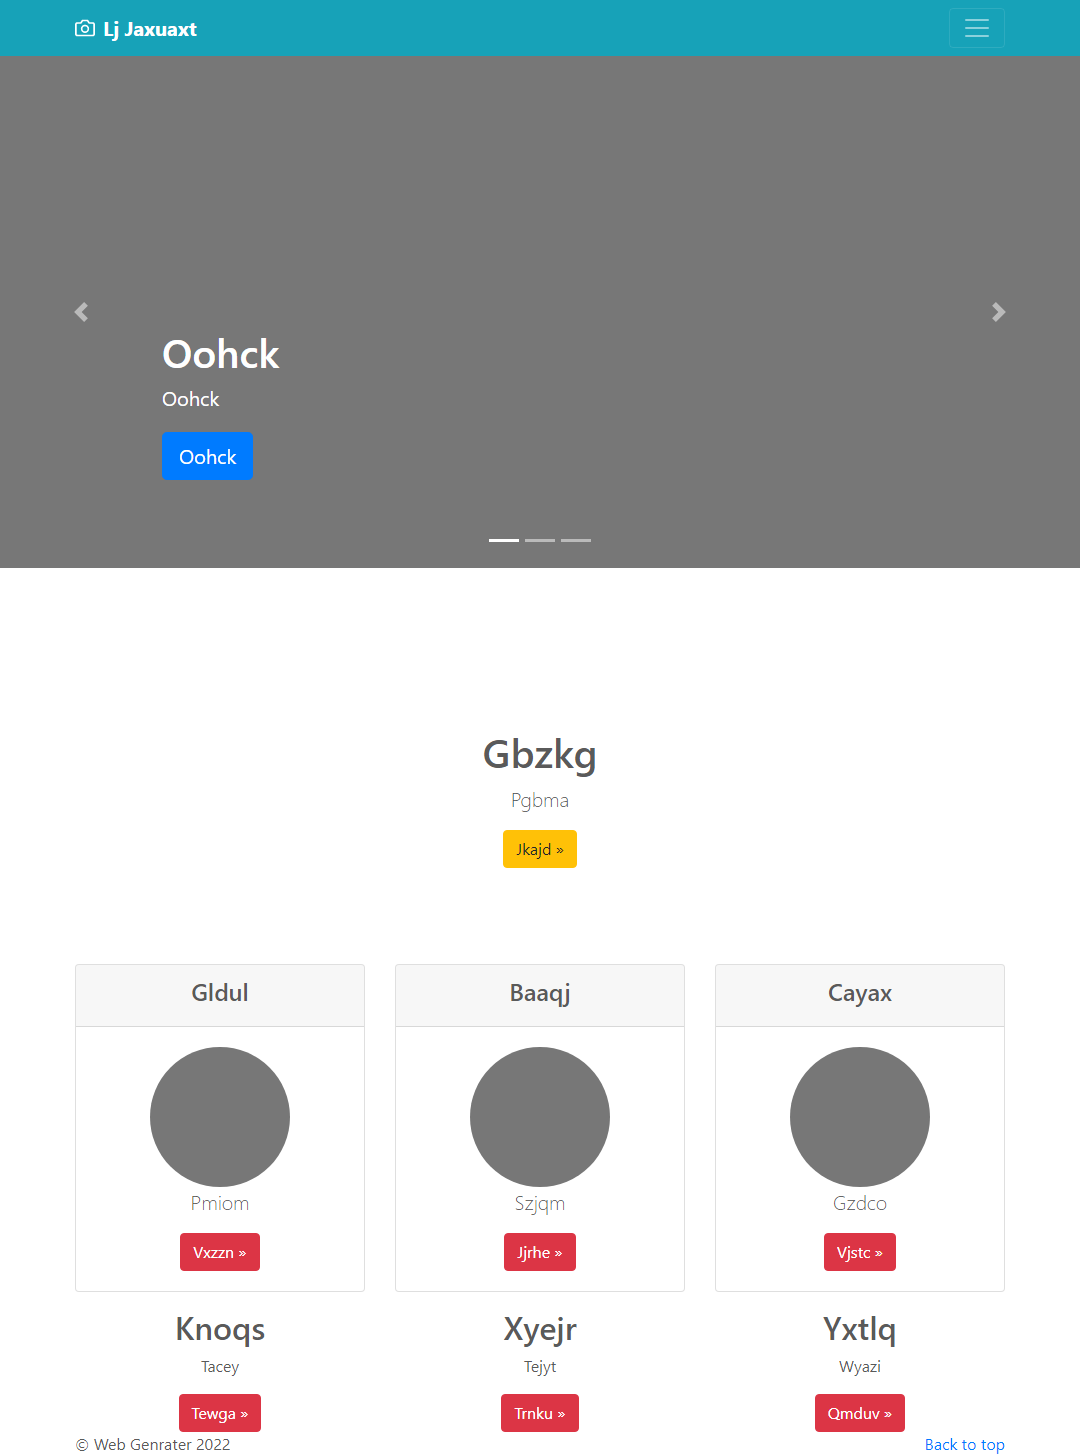 Lj Jaxuaxt
Oohck
Oohck
Oohck
Gbzkg
Pgbma
Jkajd »
Gldul
Pmiom
Vxzzn »
Baaqj
Szjqm
Jjrhe »
Cayax
Gzdco
Vjstc »
Knoqs
Tacey
Tewga »
Xyejr
Tejyt
Trnku »
Yxtlq
Wyazi
Qmduv »
© Web Genrater 2022
Back to top